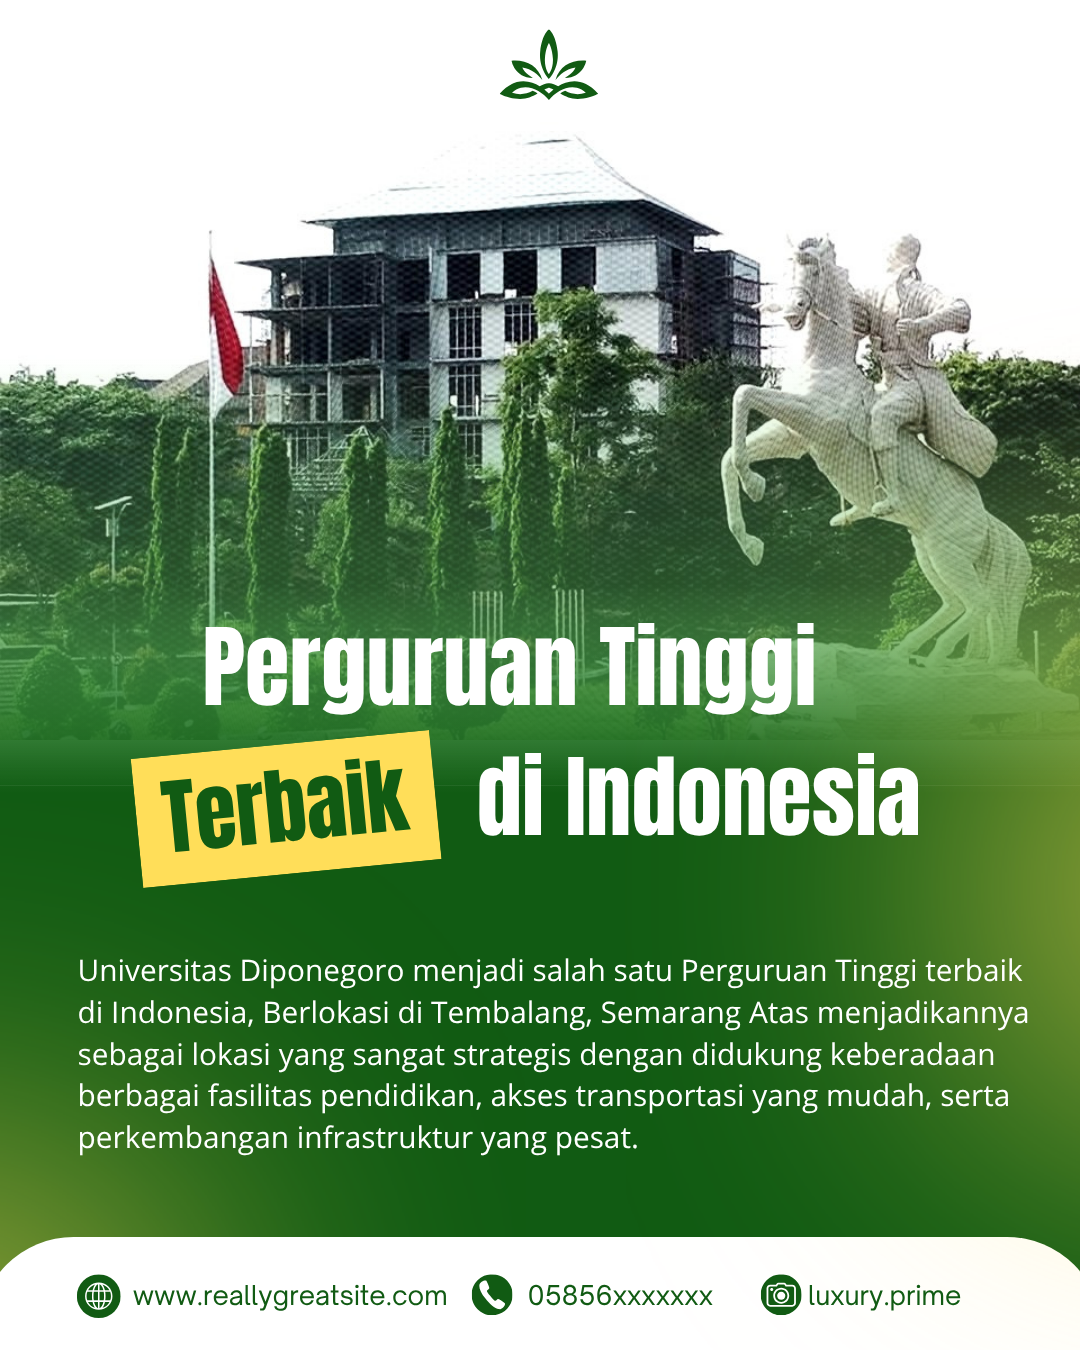 Perguruan Tinggi
Terbaik di Indonesia
Universitas Diponegoro menjadi salah satu Perguruan Tinggi terbaik
di Indonesia, Berlokasi di Tembalang, Semarang Atas menjadikannya
sebagai lokasi yang sangat strategis dengan didukung keberadaan
berbagai fasilitas pendidikan, akses transportasi yang mudah, serta
perkembangan infrastruktur yang pesat.
www.reallygreatsite.com 05856xxxxxxx luxury.prime